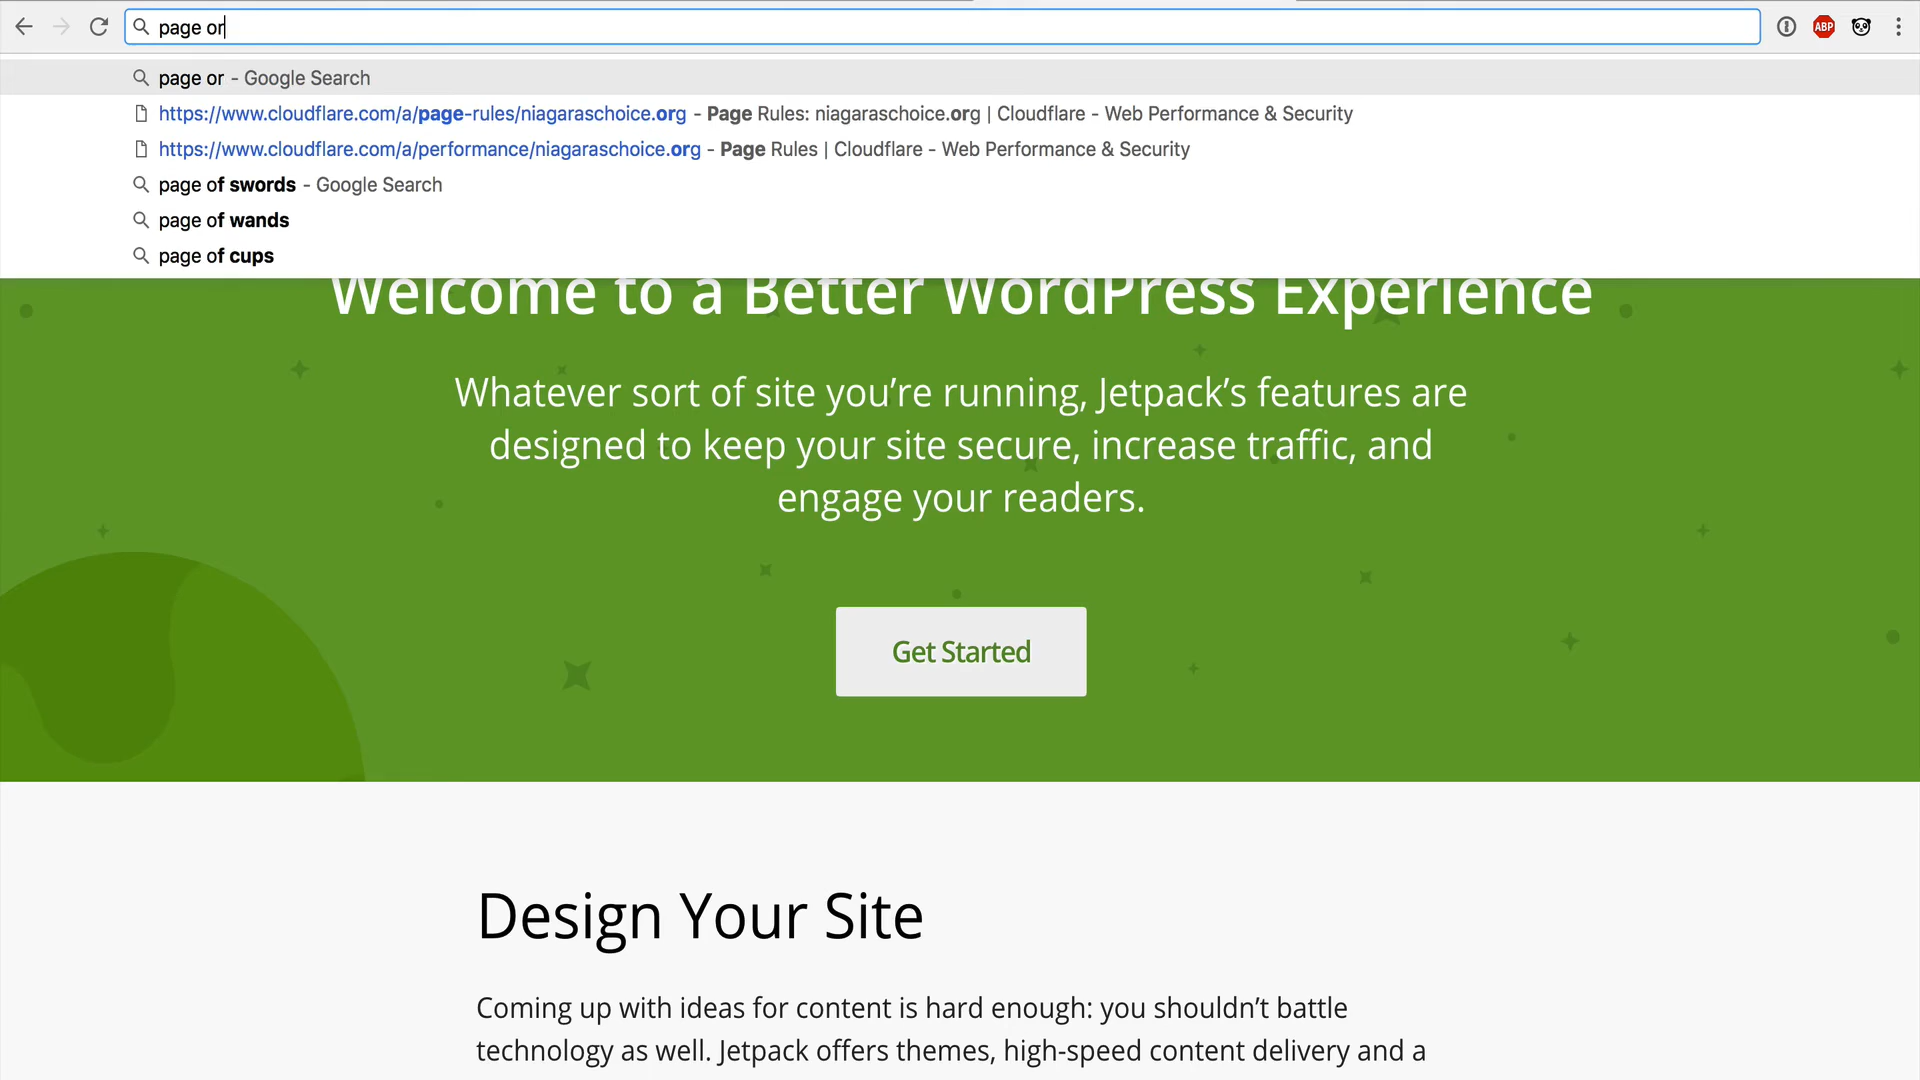 page or
ABP
page or - Google Search
https://www.cloudflare.com/a/page-rules/niagaraschoice.org - Page Rules: niagaraschoice.org | Cloudflare - Web Performance & Security
https://www.cloudflare.com/a/performance/niagaraschoice.org - Page Rules | Cloudflare - Web Performance & Security
page of swords - Google Search
page of wands
page of cups
Welcome to a Better WordPress Experience
Whatever sort of site you’re running, Jetpack’s features are
designed to keep your site secure, increase traffic, and
engage your readers.
Get Started
Design Your Site
Coming up with ideas for content is hard enough: you shouldn’t battle
technology as well. Jetpack offers themes, high-speed content delivery and a